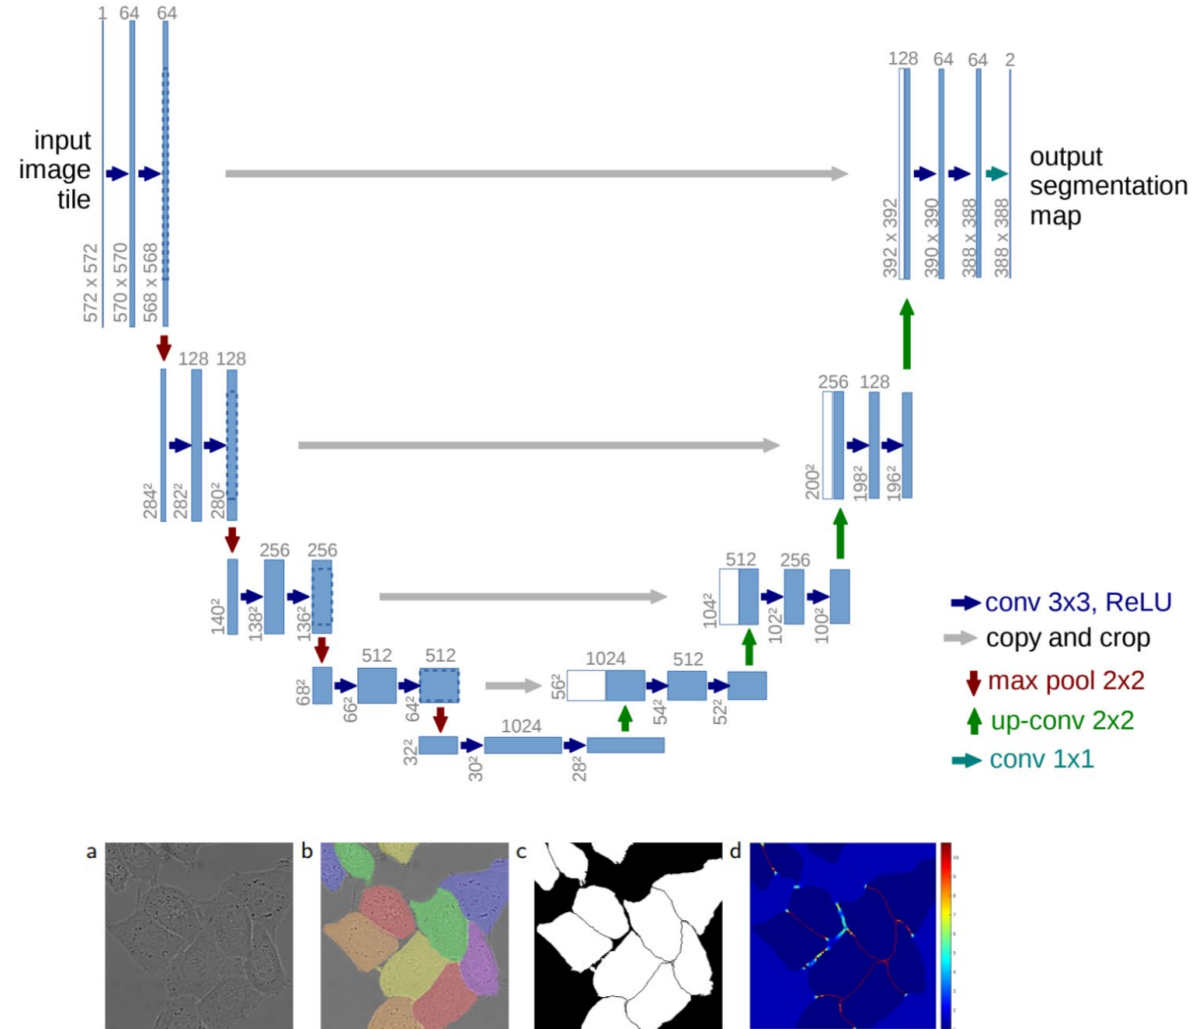 1 64 64
128 64 64 2
input
image
tile
output
segmentation
map
572 x 572
570 x 570
568 x 568
392 x 392
390 x 390
388 x 388
388 x 388
128 128
256 128
284²
282²
280²
200²
198²
196²
256 256
512 256
140²
138²
136²
104²
102²
100²
conv 3x3, ReLU
copy and crop
max pool 2x2
up-conv 2x2
conv 1x1
512 512
1024 512
68²
66²
64²
56²
54²
52²
1024
32²
30²
28²
a b c d